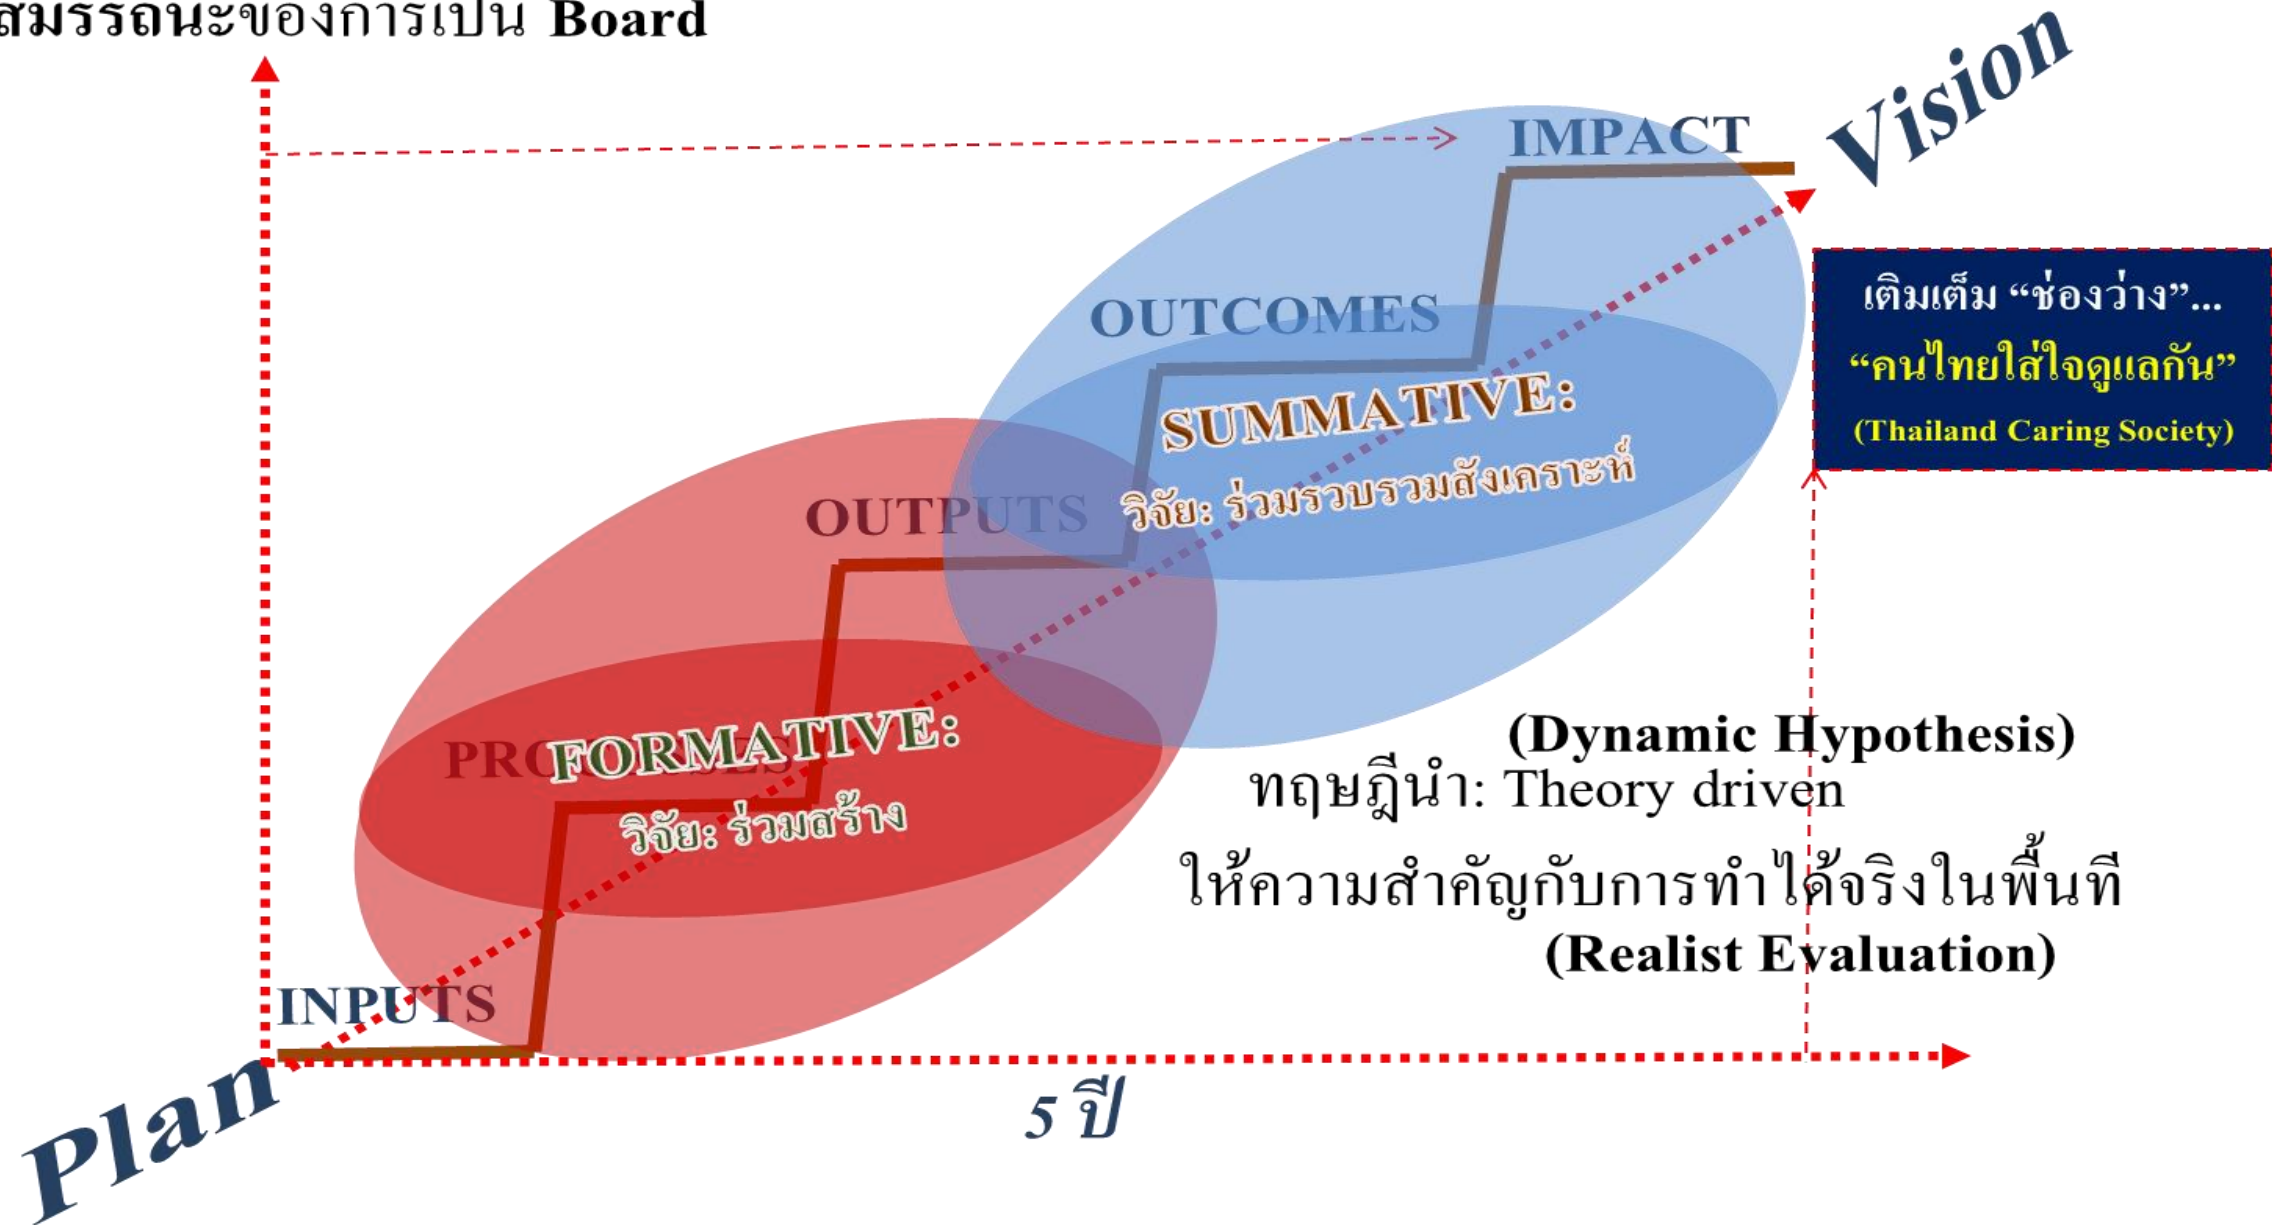 สมรรถนะของการเป็น Board
Vision
IMPACT
เติมเต็ม “ช่องว่าง”...
“คนไทยใส่ใจดูแลกัน”
(Thailand Caring Society)
OUTCOMES
SUMMATIVE:
วิจัย: ร่วมรวบรวมสังเคราะห์
OUTPUTS
PROCESSES
FORMATIVE:
วิจัย: ร่วมสร้าง
(Dynamic Hypothesis)
ทฤษฎีนำ: Theory driven
ให้ความสำคัญกับการทำได้จริงในพื้นที่
(Realist Evaluation)
INPUTS
Plan
5 ปี